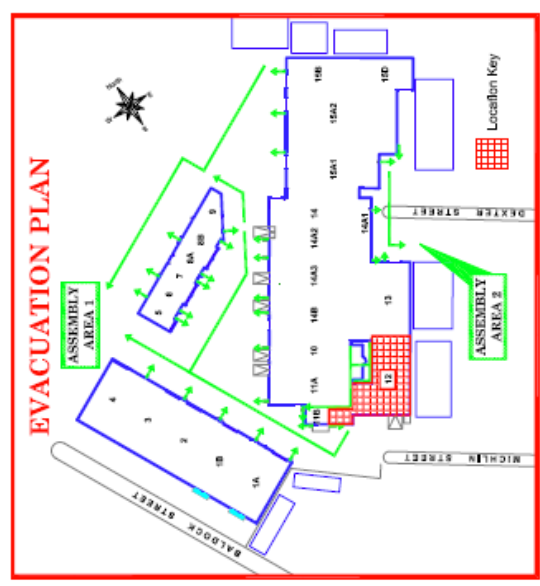 EVACUATION PLAN
North
ASSEMBLY
AREA 1
ASSEMBLY
AREA 2
Location Key
15B
15D
15A2
15A1
14
14A1
14A2
14A3
14B
13
10
11A
11B
12
9
8B
8A
7
6
5
4
3
2
1B
1A
DEXTER STREET
MICHLIN STREET
BALDOCK STREET